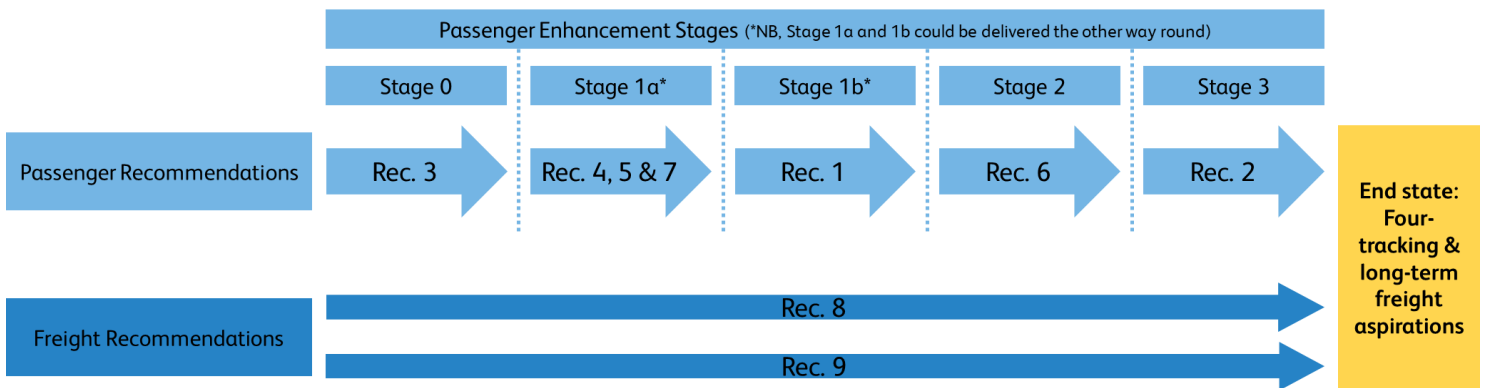 Passenger Enhancement Stages (*NB, Stage 1a and 1b could be delivered the other way round)
Stage 0
Stage 1a*
Stage 1b*
Stage 2
Stage 3
Passenger Recommendations
Rec. 3
Rec. 4, 5 & 7
Rec. 1
Rec. 6
Rec. 2
Freight Recommendations
Rec. 8
Rec. 9
End state:
Four-
tracking &
long-term
freight
aspirations